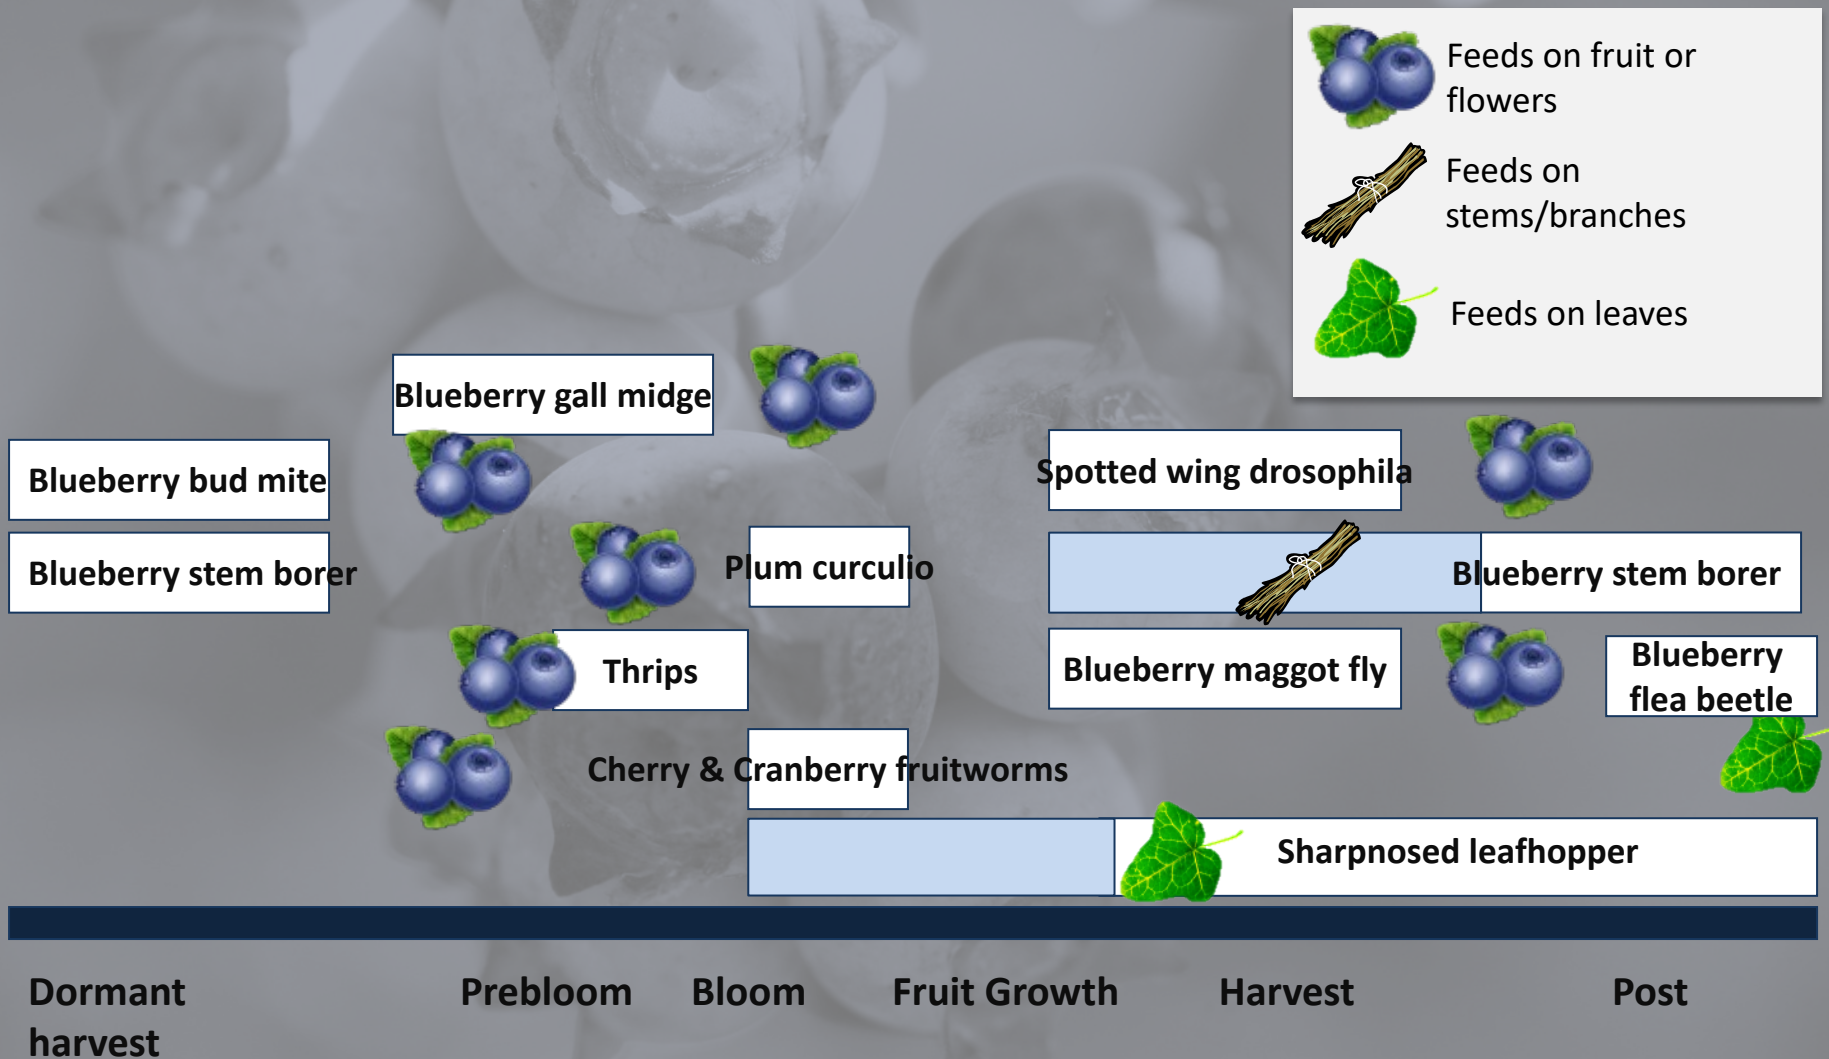 Feeds on fruit or
flowers
Feeds on
stems/branches
Feeds on leaves
Blueberry gall midge
Blueberry bud mite
Spotted wing drosophila
Blueberry stem borer
Plum curculio
Blueberry stem borer
Thrips
Blueberry maggot fly
Blueberry
flea beetle
Cherry & Cranberry fruitworms
Sharpnosed leafhopper
Dormant Prebloom Bloom Fruit Growth Harvest Post
harvest